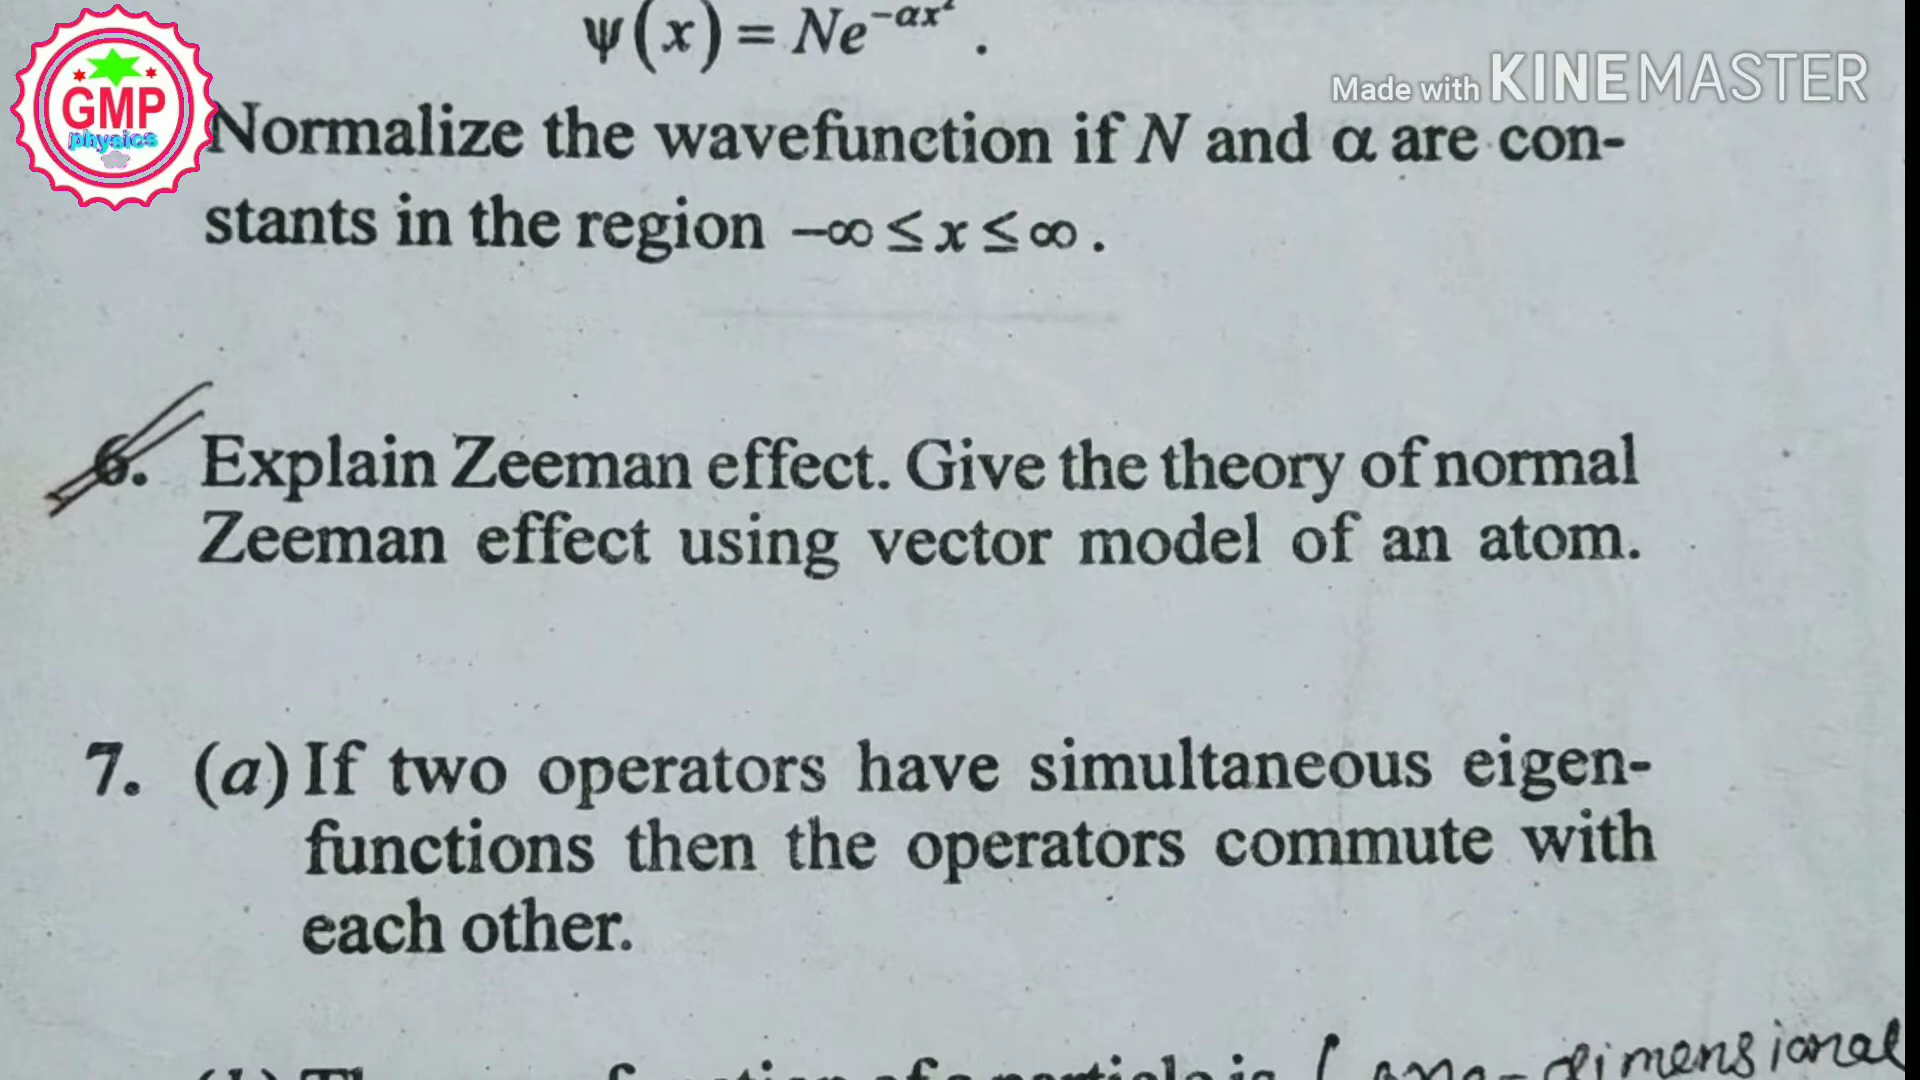 ψ(x) = Ne^{-αx²}.
GMP
physics
Made with KINEMASTER
Normalize the wavefunction if N and α are con-
stants in the region −∞ ≤ x ≤ ∞.
6. Explain Zeeman effect. Give the theory of normal
Zeeman effect using vector model of an atom.
7. (a) If two operators have simultaneous eigen-
functions then the operators commute with
each other.
one-dimensional